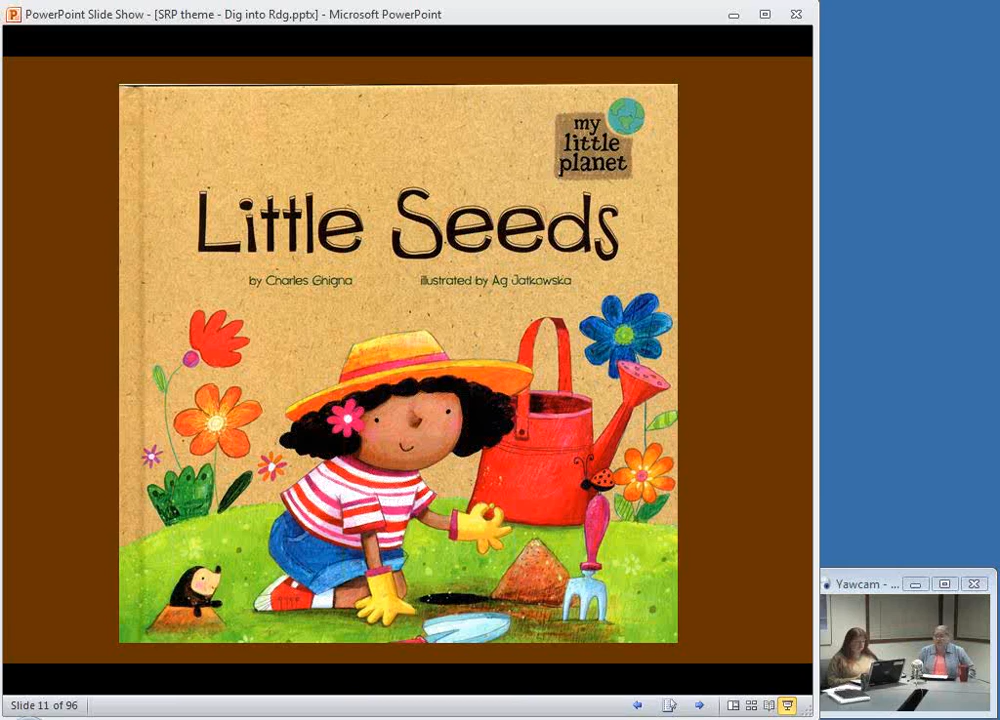 PowerPoint Slide Show - [SRP theme - Dig into Rdg.pptx] - Microsoft PowerPoint
my
little
planet
Little Seeds
by Charles Ghigna
illustrated by Ag Jatkowska
Yawcam - ...
Slide 11 of 96